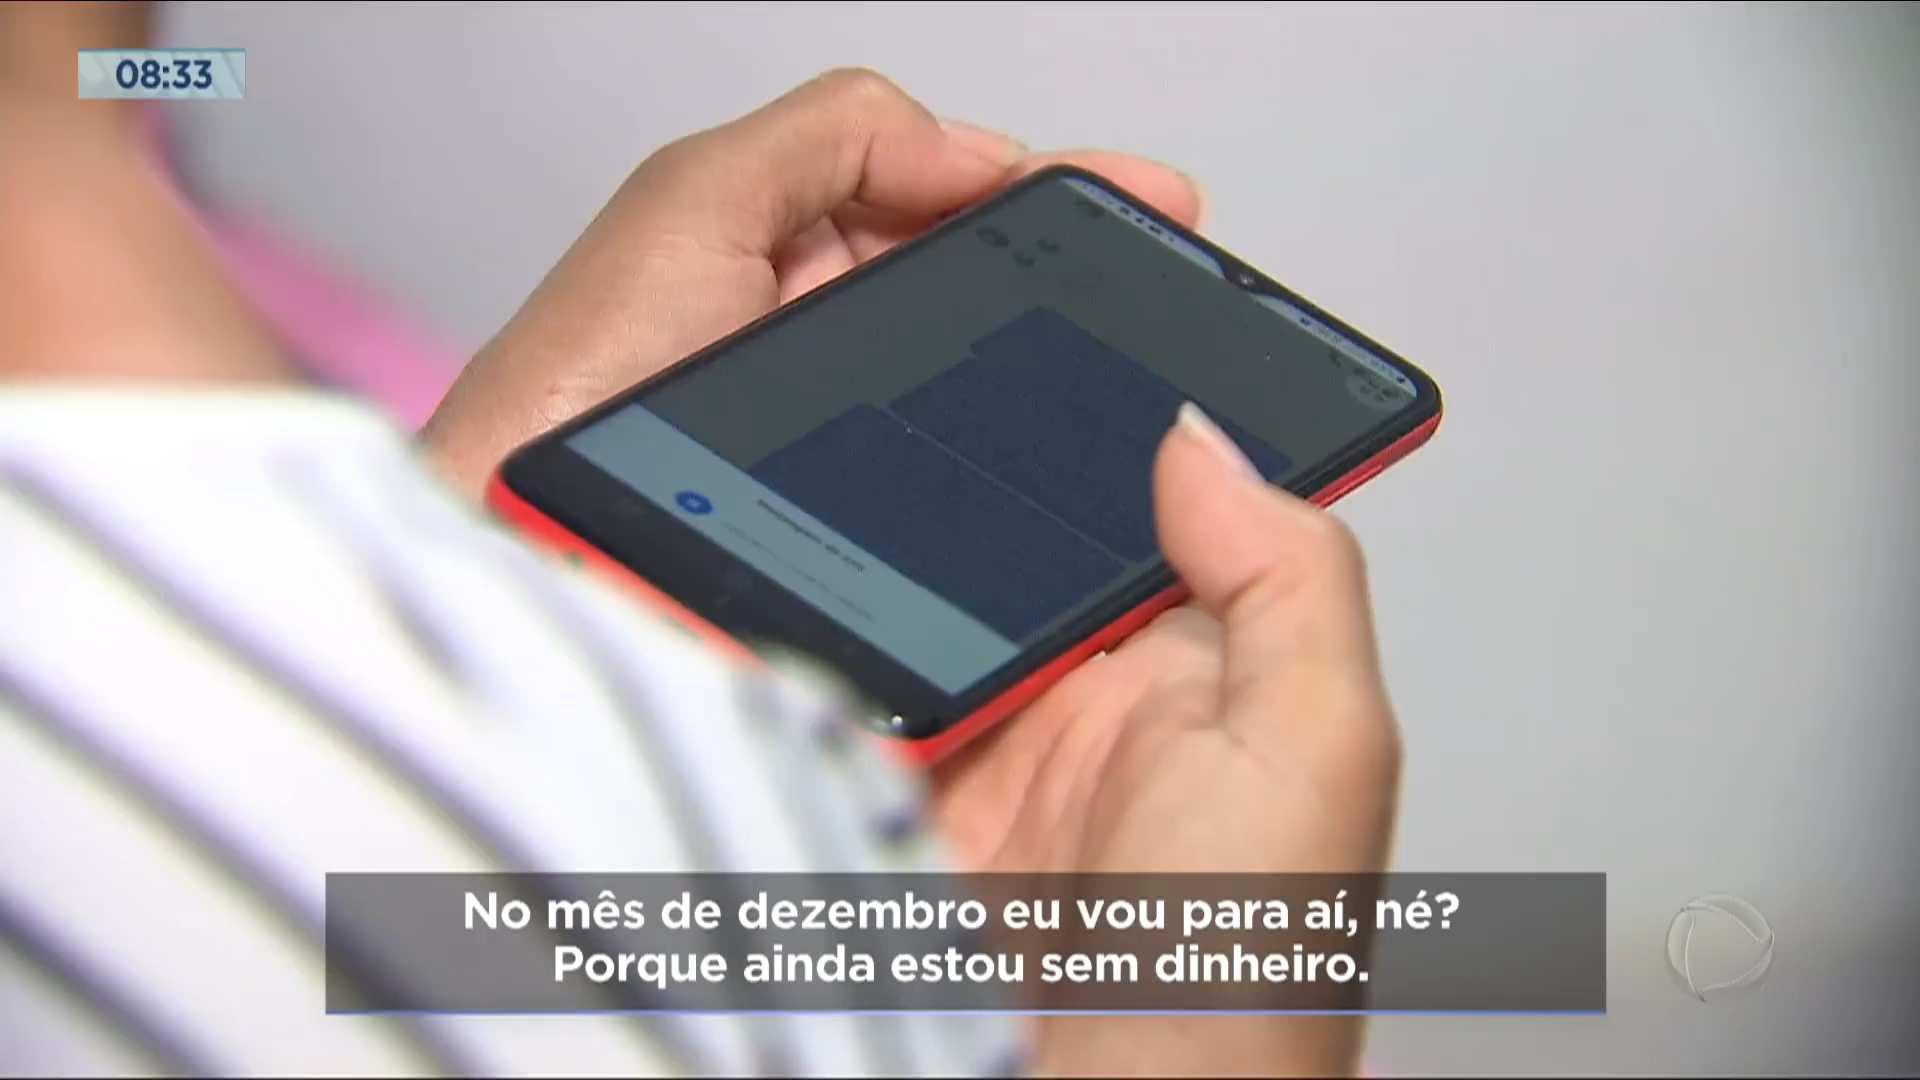 08:33
No mês de dezembro eu vou para aí, né?
Porque ainda estou sem dinheiro.